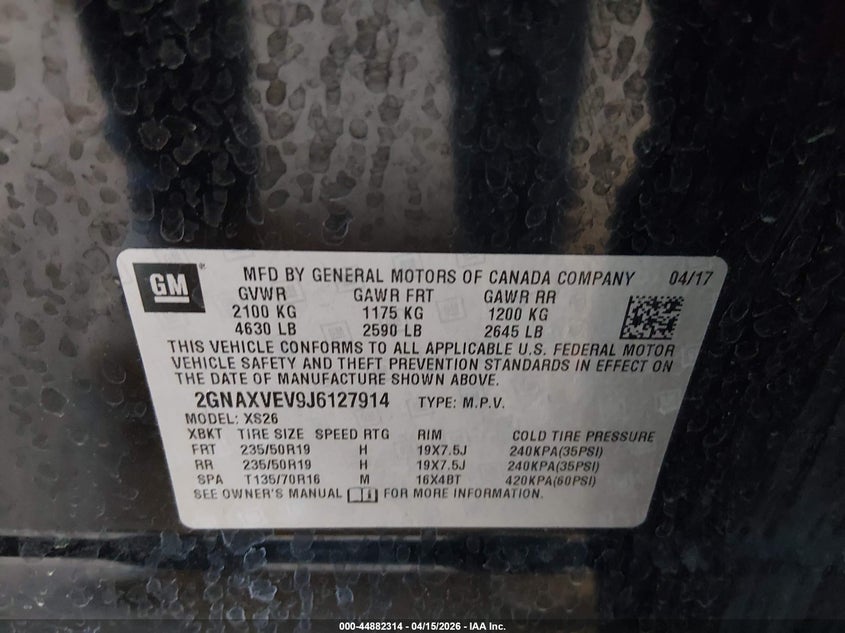 GM® MFD BY GENERAL MOTORS OF CANADA COMPANY 04/17
GVWR GAWR FRT GAWR RR
2100 KG 1175 KG 1200 KG
4630 LB 2590 LB 2645 LB
THIS VEHICLE CONFORMS TO ALL APPLICABLE U.S. FEDERAL MOTOR
VEHICLE SAFETY AND THEFT PREVENTION STANDARDS IN EFFECT ON
THE DATE OF MANUFACTURE SHOWN ABOVE.
2GNAXVEV9J6127914 TYPE: M.P.V.
MODEL: XS26
XBKT TIRE SIZE SPEED RTG RIM COLD TIRE PRESSURE
FRT 235/50R19 H 19X7.5J 240KPA(35PSI)
RR 235/50R19 H 19X7.5J 240KPA(35PSI)
SPA T135/70R16 M 16X4BT 420KPA(60PSI)
SEE OWNER'S MANUAL FOR MORE INFORMATION.
000-44882314 - 04/15/2026 - IAA Inc.